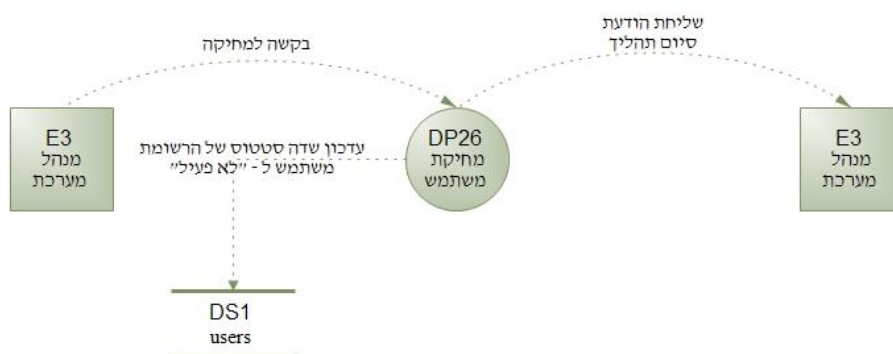 בקשה למחיקה
שליחת הודעת
סיום תהליך
E3
מנהל
מערכת
עדכון שדה סטטוס של הרשומת
משתמש ל - "לא פעיל"
DP26
מחיקת
משתמש
E3
מנהל
מערכת
DS1
users